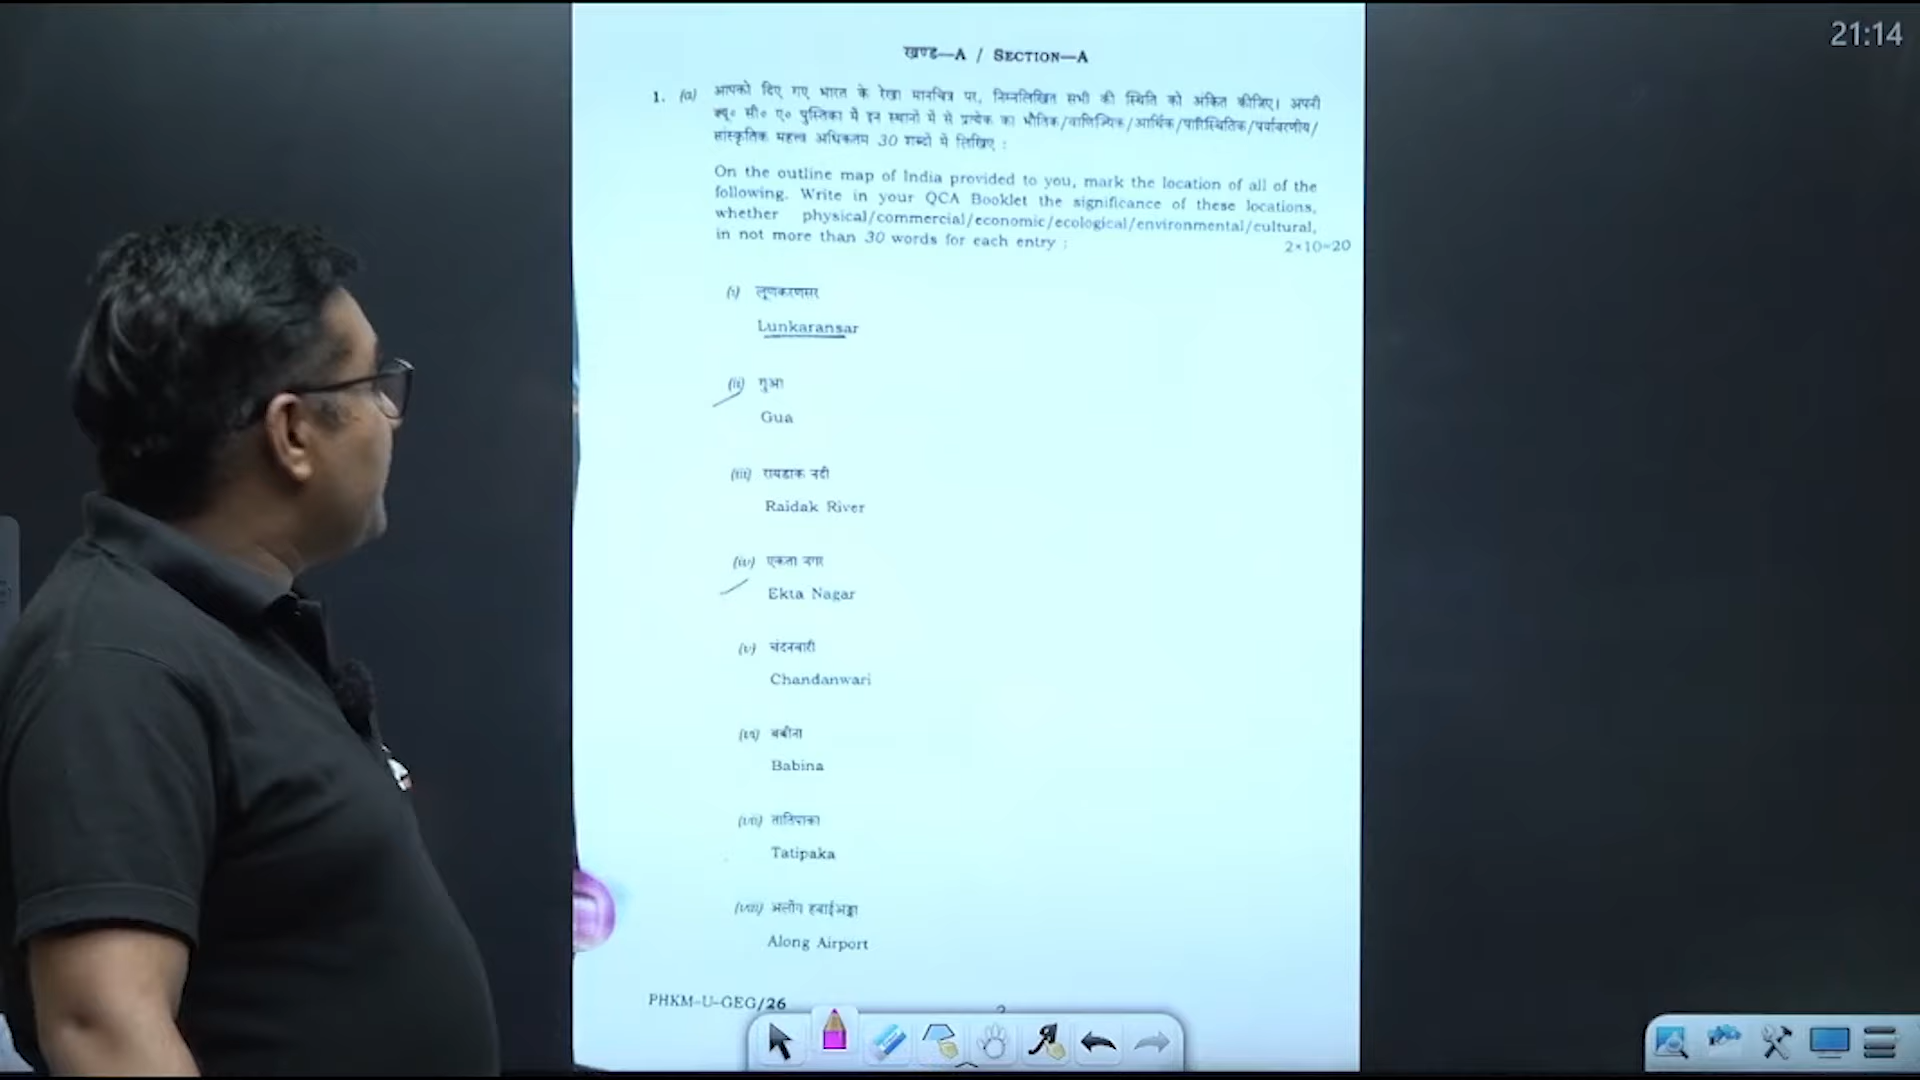 21:14
खण्ड—A / SECTION—A
1. (a) आपको दिए गए भारत के रेखा मानचित्र पर, निम्नलिखित सभी की स्थिति को अंकित कीजिए। अपनी
क्यू॰ सी॰ ए॰ पुस्तिका में इन स्थानों में से प्रत्येक का भौतिक/वाणिज्यिक/आर्थिक/पारिस्थितिक/पर्यावरणीय/
सांस्कृतिक महत्त्व अधिकतम 30 शब्दों में लिखिए :
On the outline map of India provided to you, mark the location of all of the
following. Write in your QCA Booklet the significance of these locations,
whether physical/commercial/economic/ecological/environmental/cultural,
in not more than 30 words for each entry : 2×10=20
(i) लूणकरणसर
Lunkaransar
(ii) गुआ
Gua
(iii) रायडाक नदी
Raidak River
(iv) एकता नगर
Ekta Nagar
(v) चंदनवारी
Chandanwari
(vi) बबीना
Babina
(vii) तातिपाका
Tatipaka
(viii) अलोंग हवाईअड्डा
Along Airport
PHKM-U-GEG/26